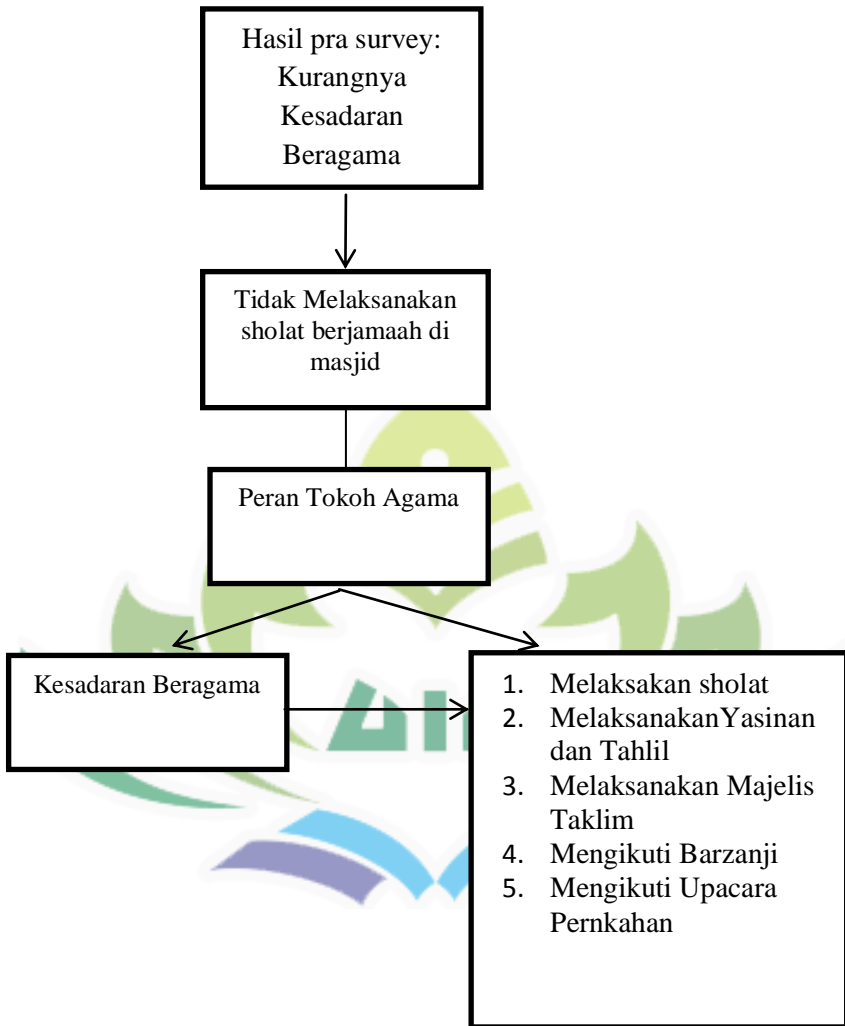 Hasil pra survey:
Kurangnya
Kesadaran
Beragama
Tidak Melaksanakan
sholat berjamaah di
masjid
Peran Tokoh Agama
Kesadaran Beragama
1. Melaksakan sholat
2. MelaksanakanYasinan
dan Tahlil
3. Melaksanakan Majelis
Taklim
4. Mengikuti Barzanji
5. Mengikuti Upacara
Pernkahan